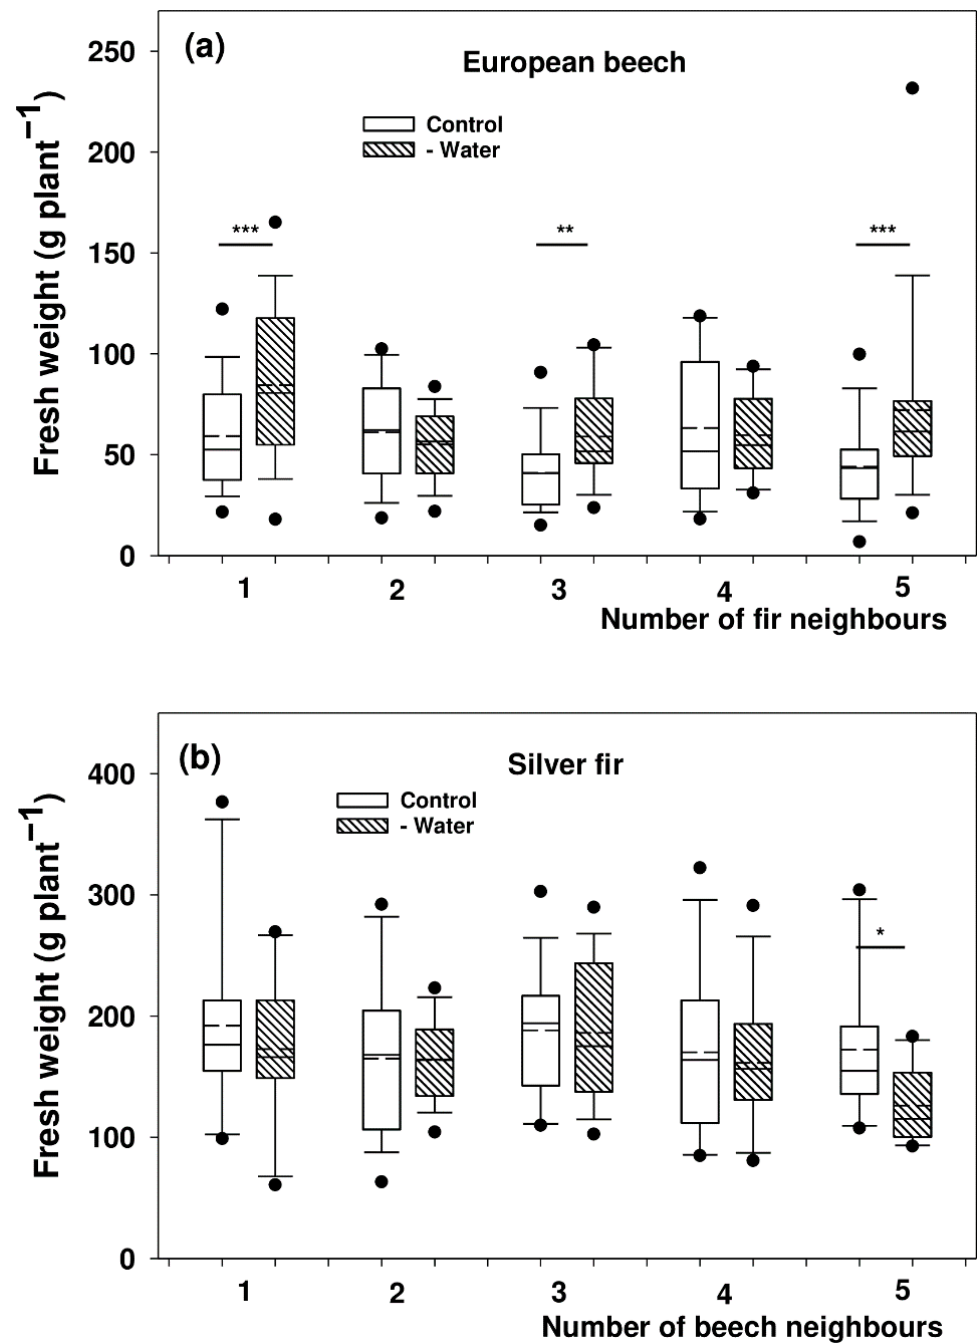 (a)
European beech
Control
- Water
Fresh weight (g plant⁻¹)
250
200
150
100
50
0
***
**
***
1 2 3 4 5
Number of fir neighbours
(b)
Silver fir
Control
- Water
Fresh weight (g plant⁻¹)
400
300
200
100
0
*
1 2 3 4 5
Number of beech neighbours